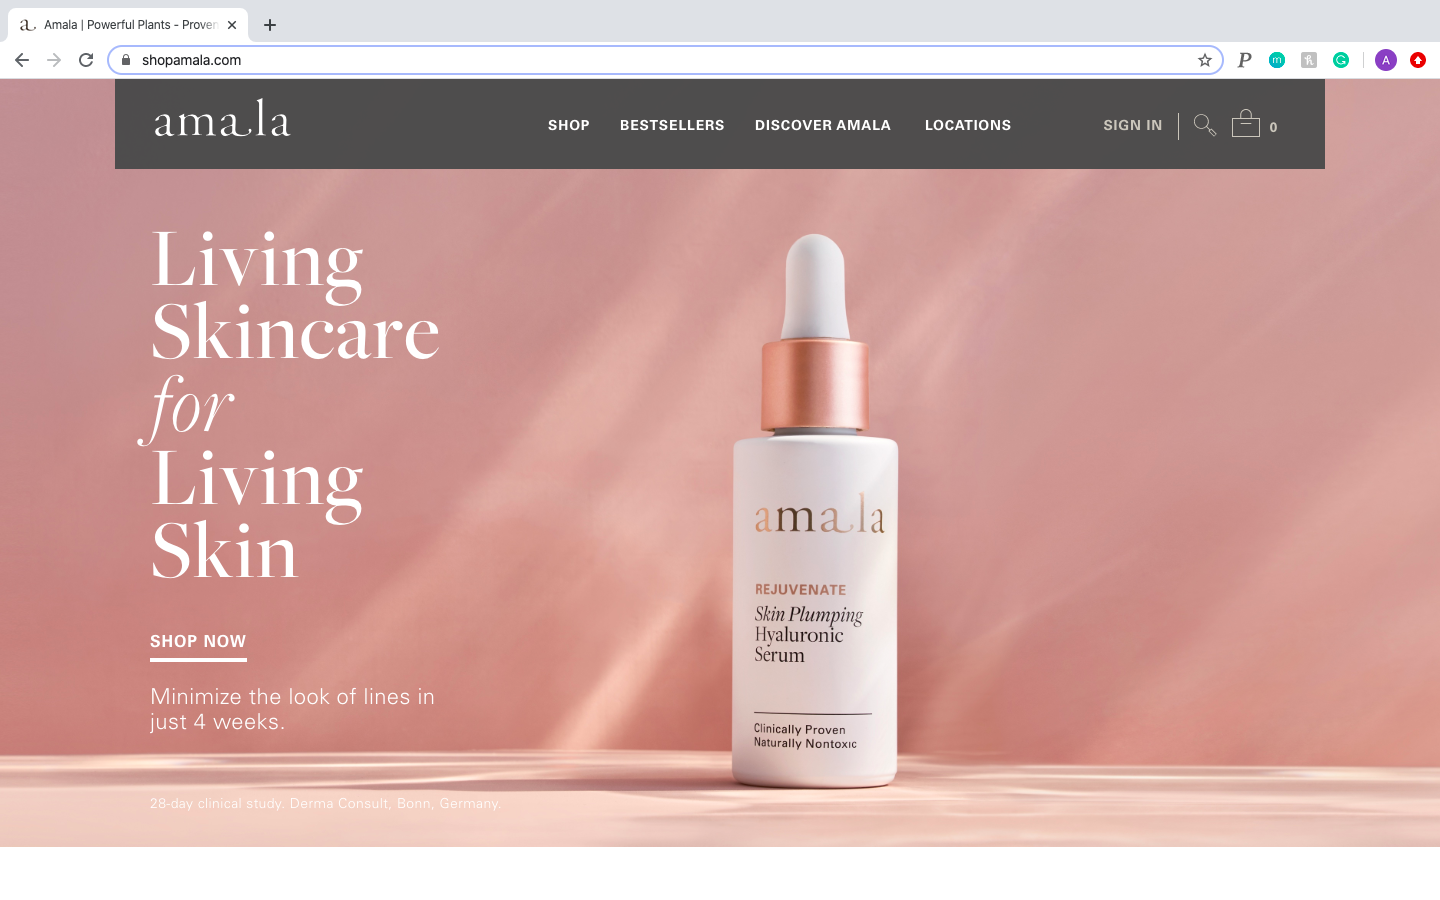 Amala | Powerful Plants - Proven
shopamala.com
amala
SHOP
BESTSELLERS
DISCOVER AMALA
LOCATIONS
SIGN IN
0
Living
Skincare
for
Living
Skin
SHOP NOW
Minimize the look of lines in
just 4 weeks.
28-day clinical study. Derma Consult, Bonn, Germany.
amala
REJUVENATE
Skin Plumping
Hyaluronic
Serum
Clinically Proven
Naturally Nontoxic